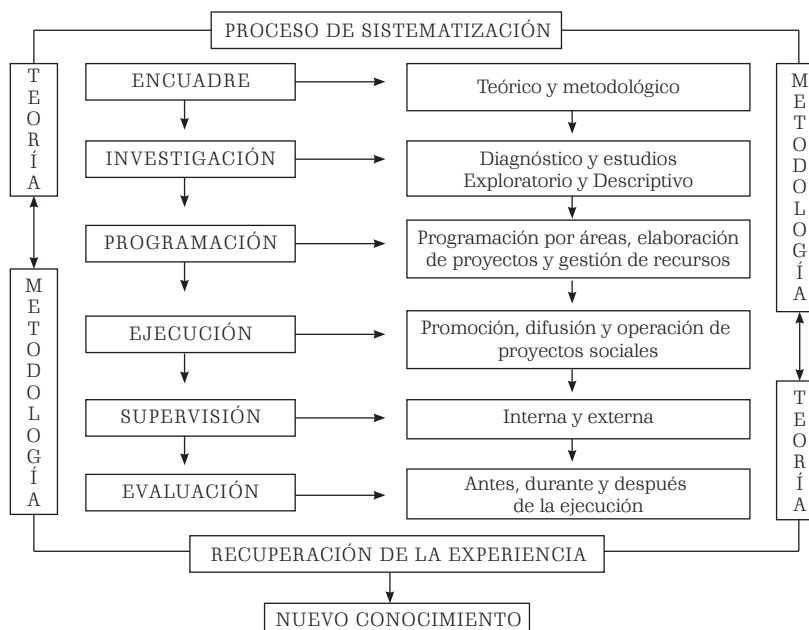 PROCESO DE SISTEMATIZACIÓN
TEORÍA
METODOLOGÍA
ENCUADRE
Teórico y metodológico
INVESTIGACIÓN
Diagnóstico y estudios
Exploratorio y Descriptivo
PROGRAMACIÓN
Programación por áreas, elaboración
de proyectos y gestión de recursos
EJECUCIÓN
Promoción, difusión y operación de
proyectos sociales
SUPERVISIÓN
Interna y externa
EVALUACIÓN
Antes, durante y después
de la ejecución
METODOLOGÍA
TEORÍA
RECUPERACIÓN DE LA EXPERIENCIA
NUEVO CONOCIMIENTO